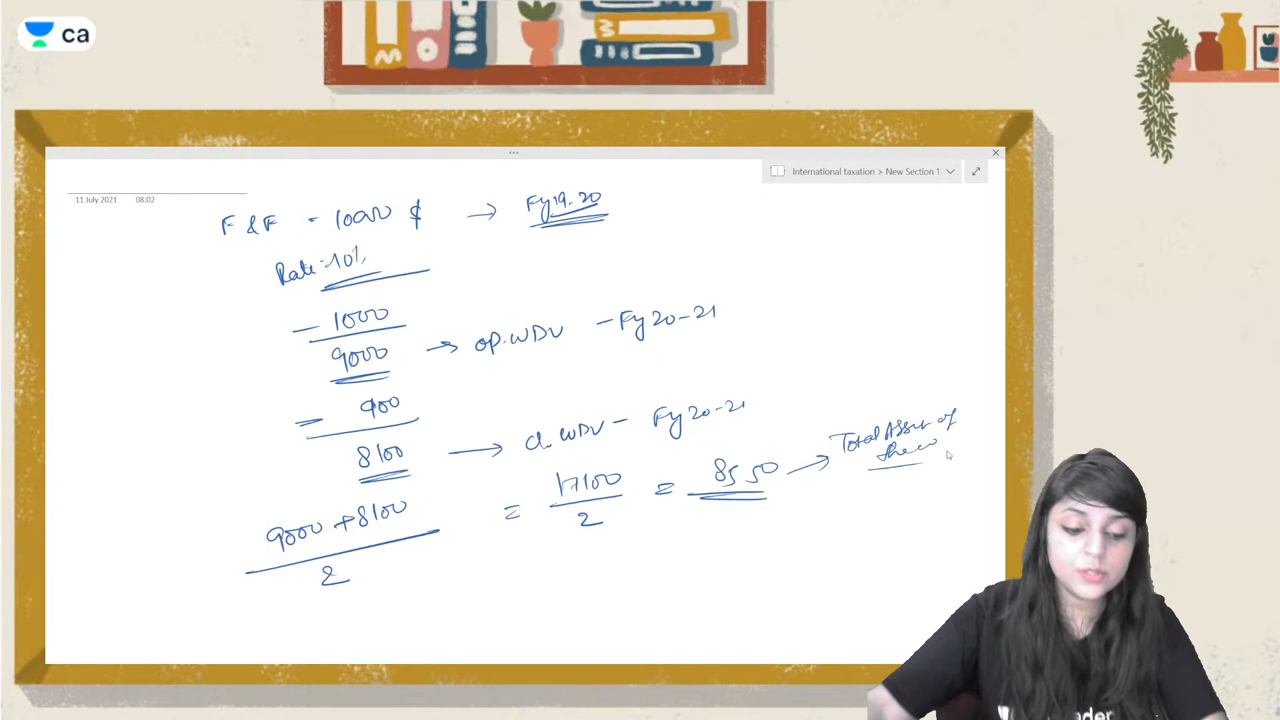 ca
International taxation > New Section 1
11 July 2021 08:02
F & F - 10000 $ → Fy 19-20
Rate-10%
- 1000
9000 → OP.WDV - Fy 20-21
= 900
8100 → Cl. WDV - Fy 20-21
9000 + 8100 / 2 = 17100 / 2 = 8550 → Total Asset of
the co